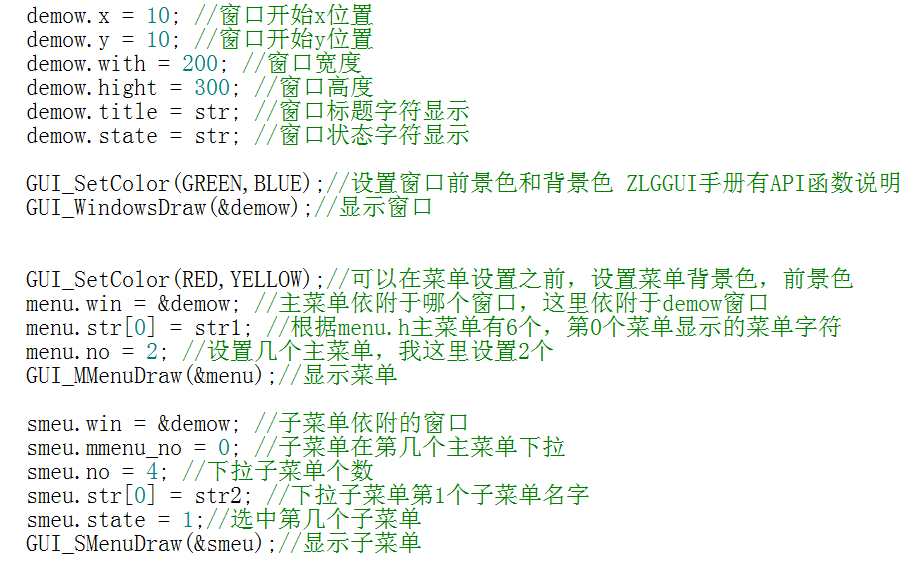 demow.x = 10; //窗口开始x位置
demow.y = 10; //窗口开始y位置
demow.with = 200; //窗口宽度
demow.hight = 300; //窗口高度
demow.title = str; //窗口标题字符显示
demow.state = str; //窗口状态字符显示
GUI_SetColor(GREEN,BLUE);//设置窗口前景色和背景色 ZLGGUI手册有API函数说明
GUI_WindowsDraw(&demow);//显示窗口
GUI_SetColor(RED,YELLOW);//可以在菜单设置之前，设置菜单背景色，前景色
menu.win = &demow; //主菜单依附于哪个窗口，这里依附于demow窗口
menu.str[0] = str1; //根据menu.h主菜单有6个，第0个菜单显示的菜单字符
menu.no = 2; //设置几个主菜单，我这里设置2个
GUI_MMenuDraw(&menu);//显示菜单
smeu.win = &demow; //子菜单依附的窗口
smeu.mmenu_no = 0; //子菜单在第几个主菜单下拉
smeu.no = 4; //下拉子菜单个数
smeu.str[0] = str2; //下拉子菜单第1个子菜单名字
smeu.state = 1;//选中第几个子菜单
GUI_SMenuDraw(&smeu);//显示子菜单